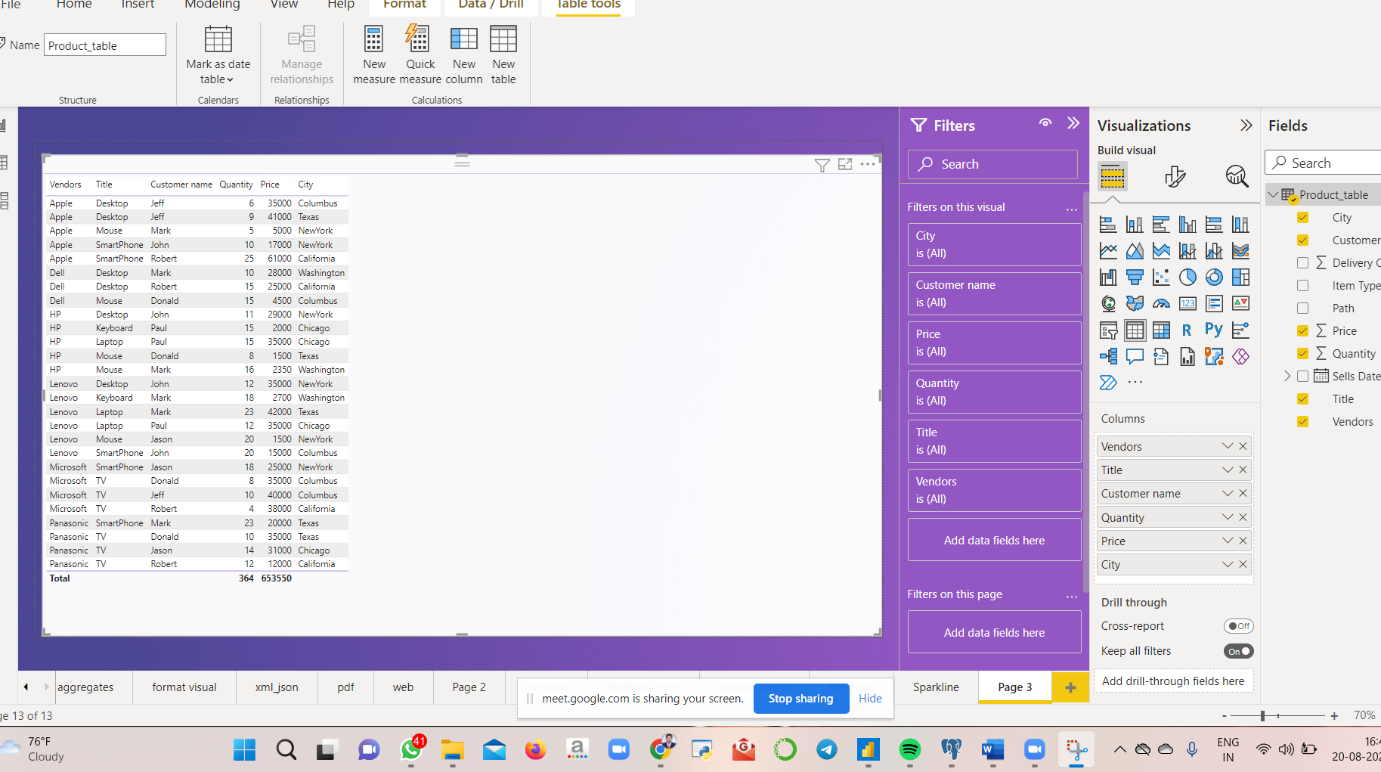 File Home Insert Modeling View Help Format Data / Drill Table tools
Name Product_table
Mark as date table
Manage relationships
New measure
Quick measure
New column
New table
Structure Calendars Relationships Calculations
Vendors Title Customer name Quantity Price City
Apple Desktop Jeff 6 35000 Columbus
Apple Desktop Jeff 9 41000 Texas
Apple Mouse Mark 5 5000 NewYork
Apple SmartPhone John 10 17000 NewYork
Apple SmartPhone Robert 25 61000 California
Dell Desktop Mark 10 28000 Washington
Dell Desktop Robert 15 25000 California
Dell Mouse Donald 15 4500 Columbus
HP Desktop John 11 29000 NewYork
HP Keyboard Paul 15 2000 Chicago
HP Laptop Paul 15 35000 Chicago
HP Mouse Donald 8 1500 Texas
HP Mouse Mark 16 2350 Washington
Lenovo Desktop John 12 35000 NewYork
Lenovo Keyboard Mark 18 2700 Washington
Lenovo Laptop Mark 23 42000 Texas
Lenovo Laptop Paul 12 35000 Chicago
Lenovo Mouse Jason 20 1500 NewYork
Lenovo SmartPhone John 20 15000 Columbus
Microsoft SmartPhone Jason 18 25000 NewYork
Microsoft TV Donald 8 35000 Columbus
Microsoft TV Jeff 10 40000 Columbus
Microsoft TV Robert 4 38000 California
Panasonic SmartPhone Mark 23 20000 Texas
Panasonic TV Donald 10 35000 Texas
Panasonic TV Jason 14 31000 Chicago
Panasonic TV Robert 12 12000 California
Total 364 653550
Filters
Search
Filters on this visual ...
City
is (All)
Customer name
is (All)
Price
is (All)
Quantity
is (All)
Title
is (All)
Vendors
is (All)
Add data fields here
Filters on this page ...
Add data fields here
Visualizations
Build visual
123
R Py
...
Columns
Vendors
Title
Customer name
Quantity
Price
City
Drill through
Cross-report Off
Keep all filters On
Add drill-through fields here
Fields
Search
Product_table
City
Customer
Delivery
Item Type
Path
Price
Quantity
Sells Date
Title
Vendors
aggregates format visual xml_json pdf web Page 2 Sparkline Page 3 +
meet.google.com is sharing your screen. Stop sharing Hide
ge 13 of 13
- + 70%
76°F
Cloudy
41
a
G
W
ENG
IN
16:4
20-08-202